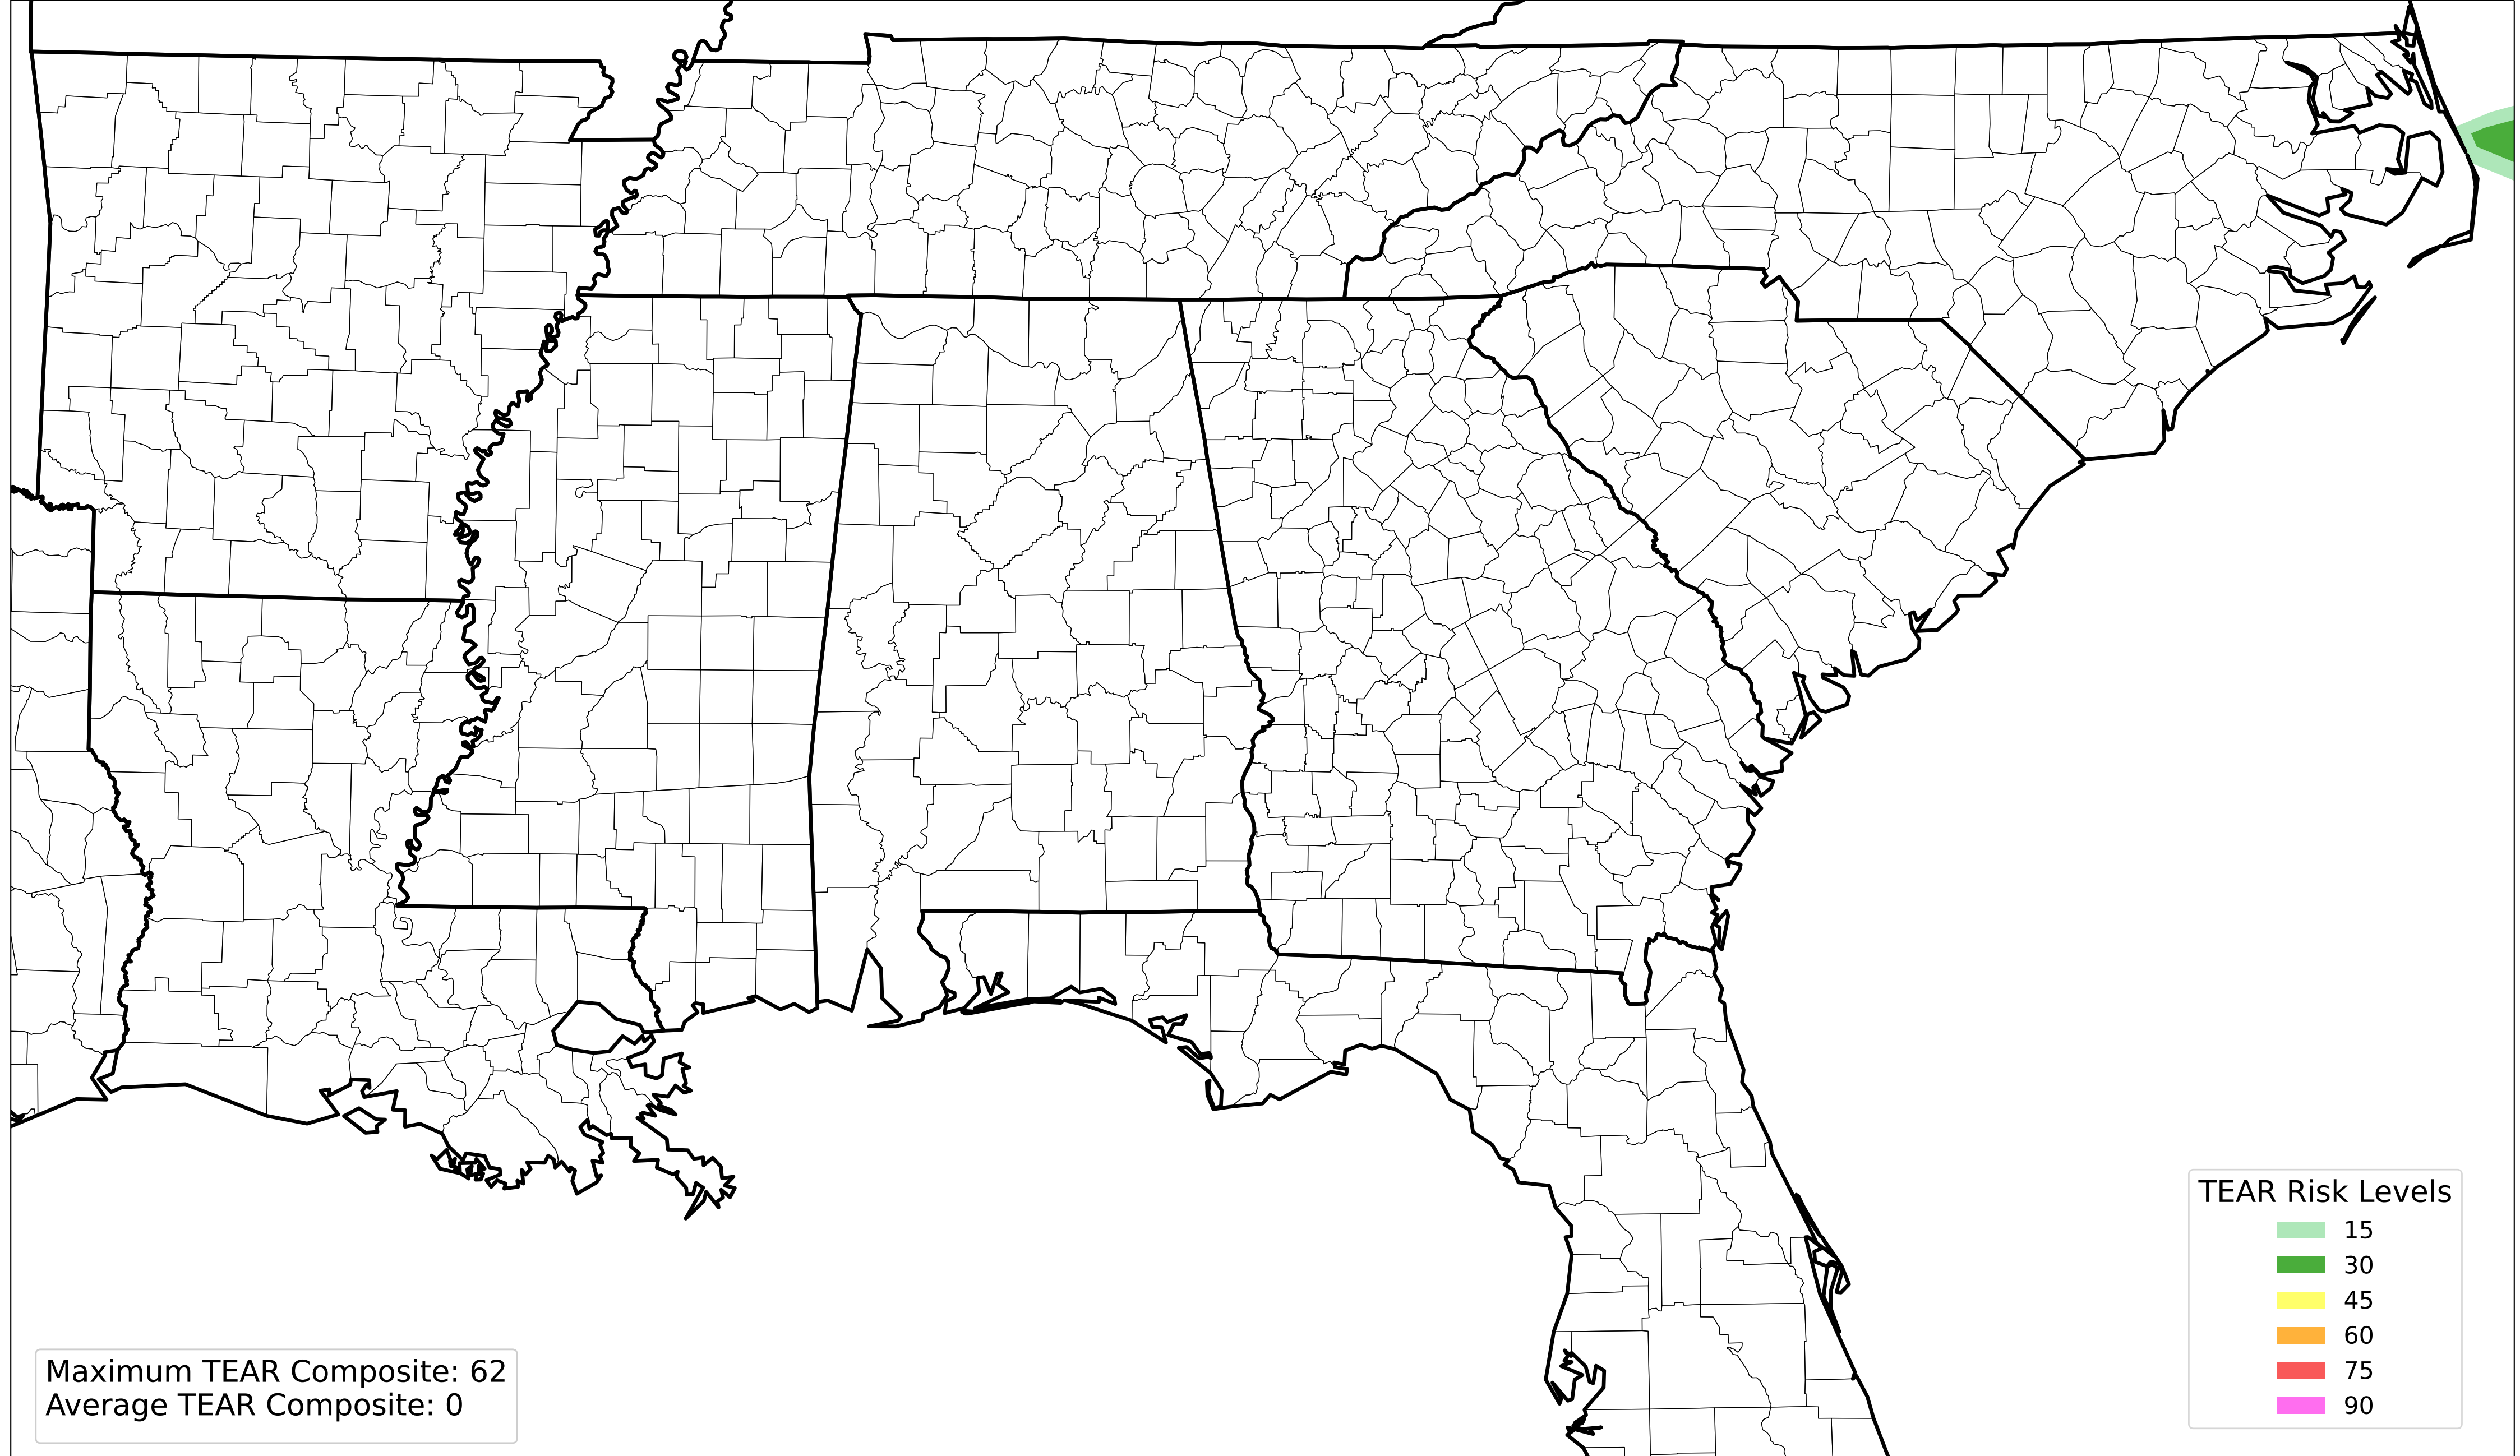 TEAR Risk Levels
15
30
45
60
75
90
Maximum TEAR Composite: 62
Average TEAR Composite: 0